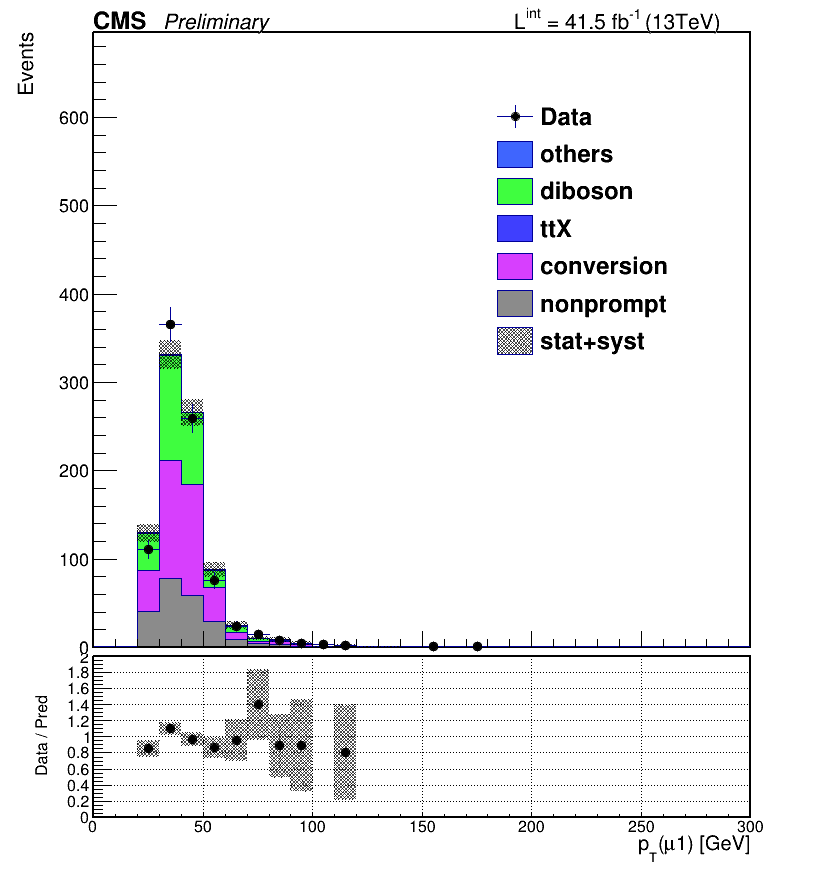 CMS Preliminary L^int = 41.5 fb^-1 (13TeV)
Events
600
500
400
300
200
100
0
Data
others
diboson
ttX
conversion
nonprompt
stat+syst
Data / Pred
2
1.8
1.6
1.4
1.2
1
0.8
0.6
0.4
0.2
0
0 50 100 150 200 250 300
p_T(μ1) [GeV]